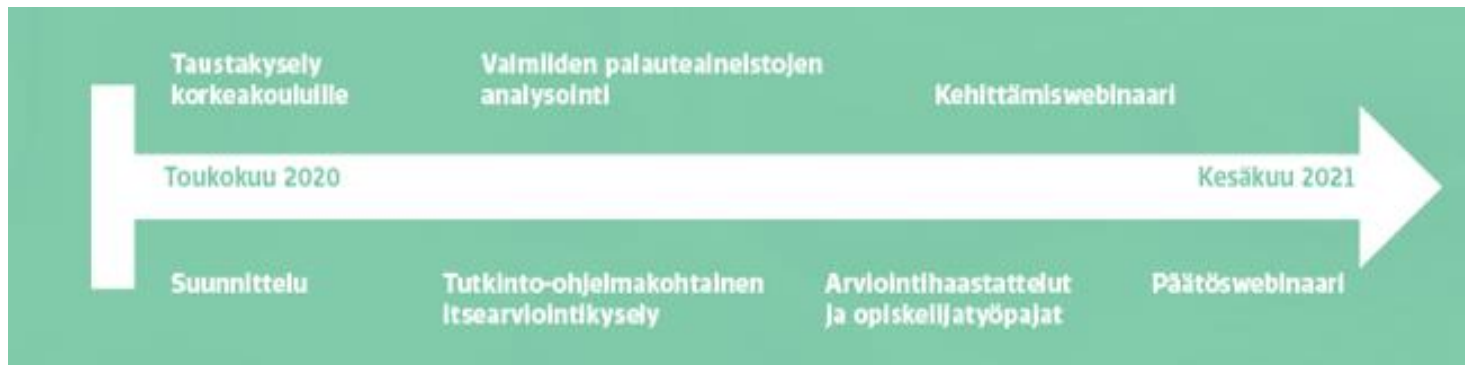 Taustakysely
korkeakouluille
Valmiiden palauteaineistojen
analysointi
Kehittämiswebinaari
Toukokuu 2020
Kesäkuu 2021
Suunnittelu
Tutkinto-ohjelmakohtainen
itsearviointikysely
Arviointihaastattelut
ja opiskelijatyöpajat
Päätöswebinaari